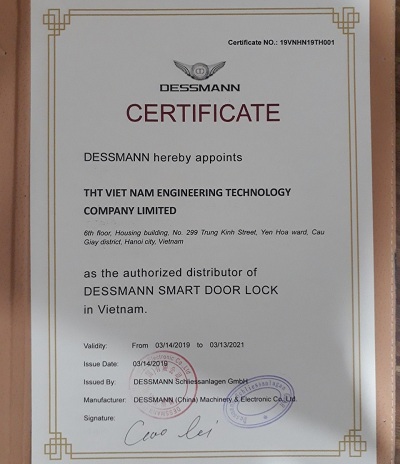 Certificate NO.: 19VNHN19TH001
DESSMANN
CERTIFICATE
DESSMANN hereby appoints
THT VIET NAM ENGINEERING TECHNOLOGY
COMPANY LIMITED
6th floor, Housing building, No. 299 Trung Kinh Street, Yen Hoa ward, Cau
Giay district, Hanoi city, Vietnam
as the authorized distributor of
DESSMANN SMART DOOR LOCK
in Vietnam.
Validity: From 03/14/2019 to 03/13/2021
Issue Date: 03/14/2019
Issued By: DESSMANN Schliessanlagen GmbH
Manufacturer: DESSMANN (China) Machinery & Electronic Co., Ltd.
Signature: